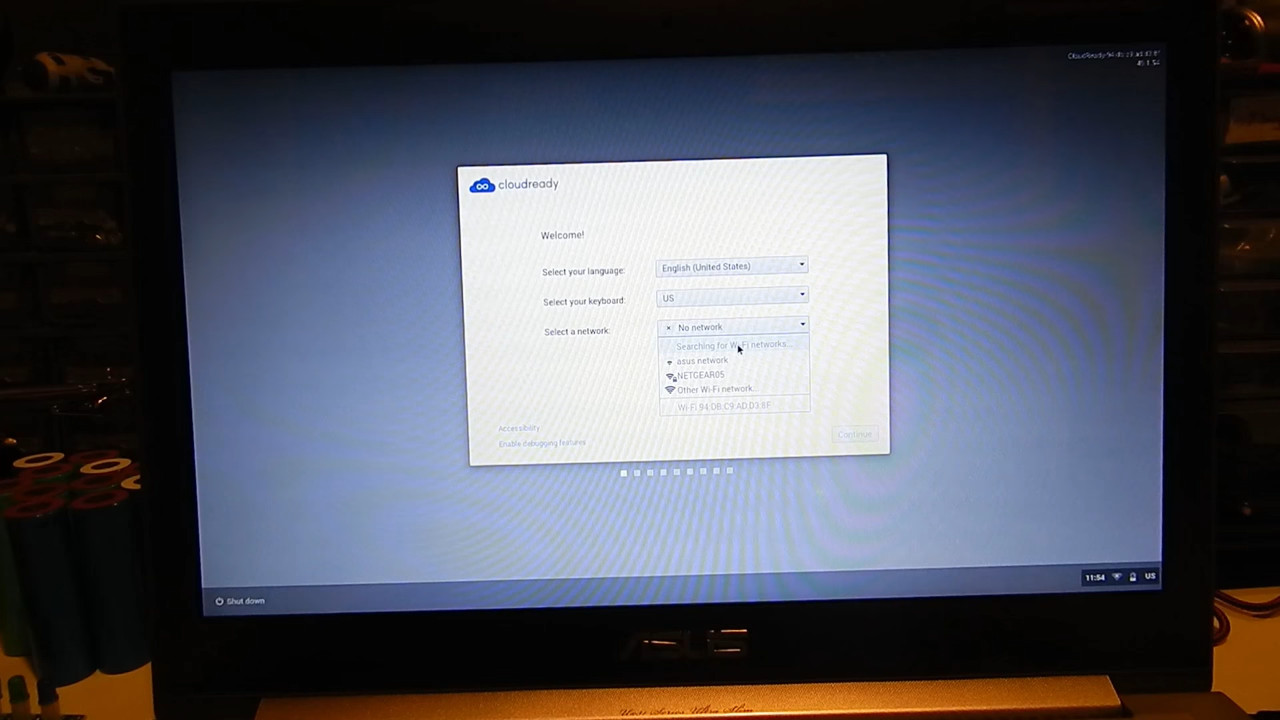 cloudready
Welcome!
Select your language:
English (United States)
Select your keyboard:
US
Select a network:
No network
Searching for Wi-Fi networks...
asus network
NETGEAR05
Other Wi-Fi network...
Accessibility
Enable debugging features
Continue
Shut down
11:54
US
ASUS